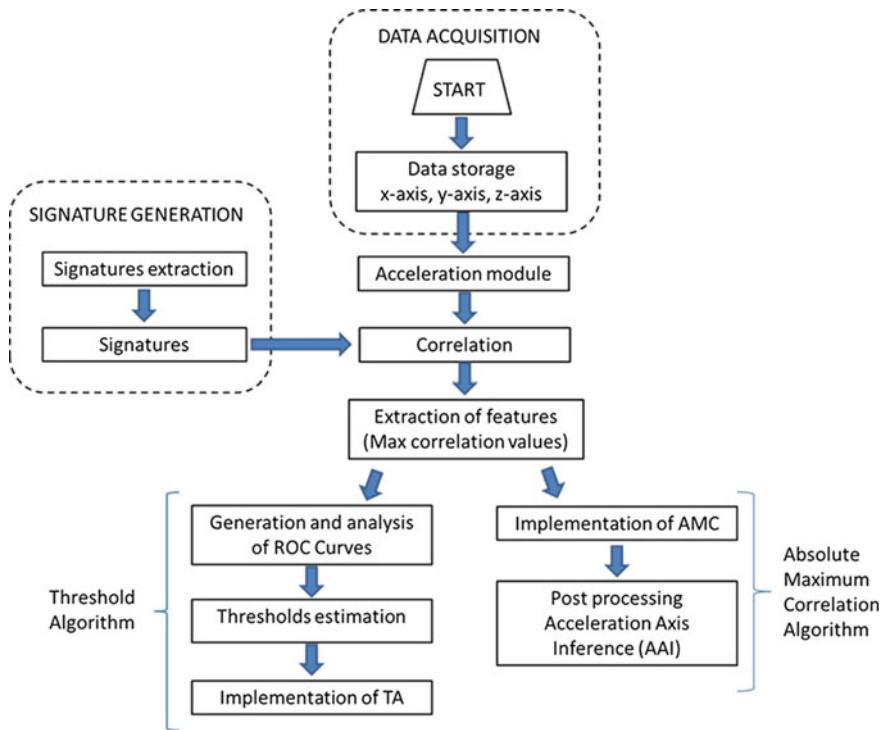 DATA ACQUISITION
START
Data storage
x-axis, y-axis, z-axis
SIGNATURE GENERATION
Signatures extraction
Signatures
Acceleration module
Correlation
Extraction of features
(Max correlation values)
Threshold
Algorithm
Generation and analysis
of ROC Curves
Thresholds estimation
Implementation of TA
Implementation of AMC
Post processing
Acceleration Axis
Inference (AAI)
Absolute
Maximum
Correlation
Algorithm